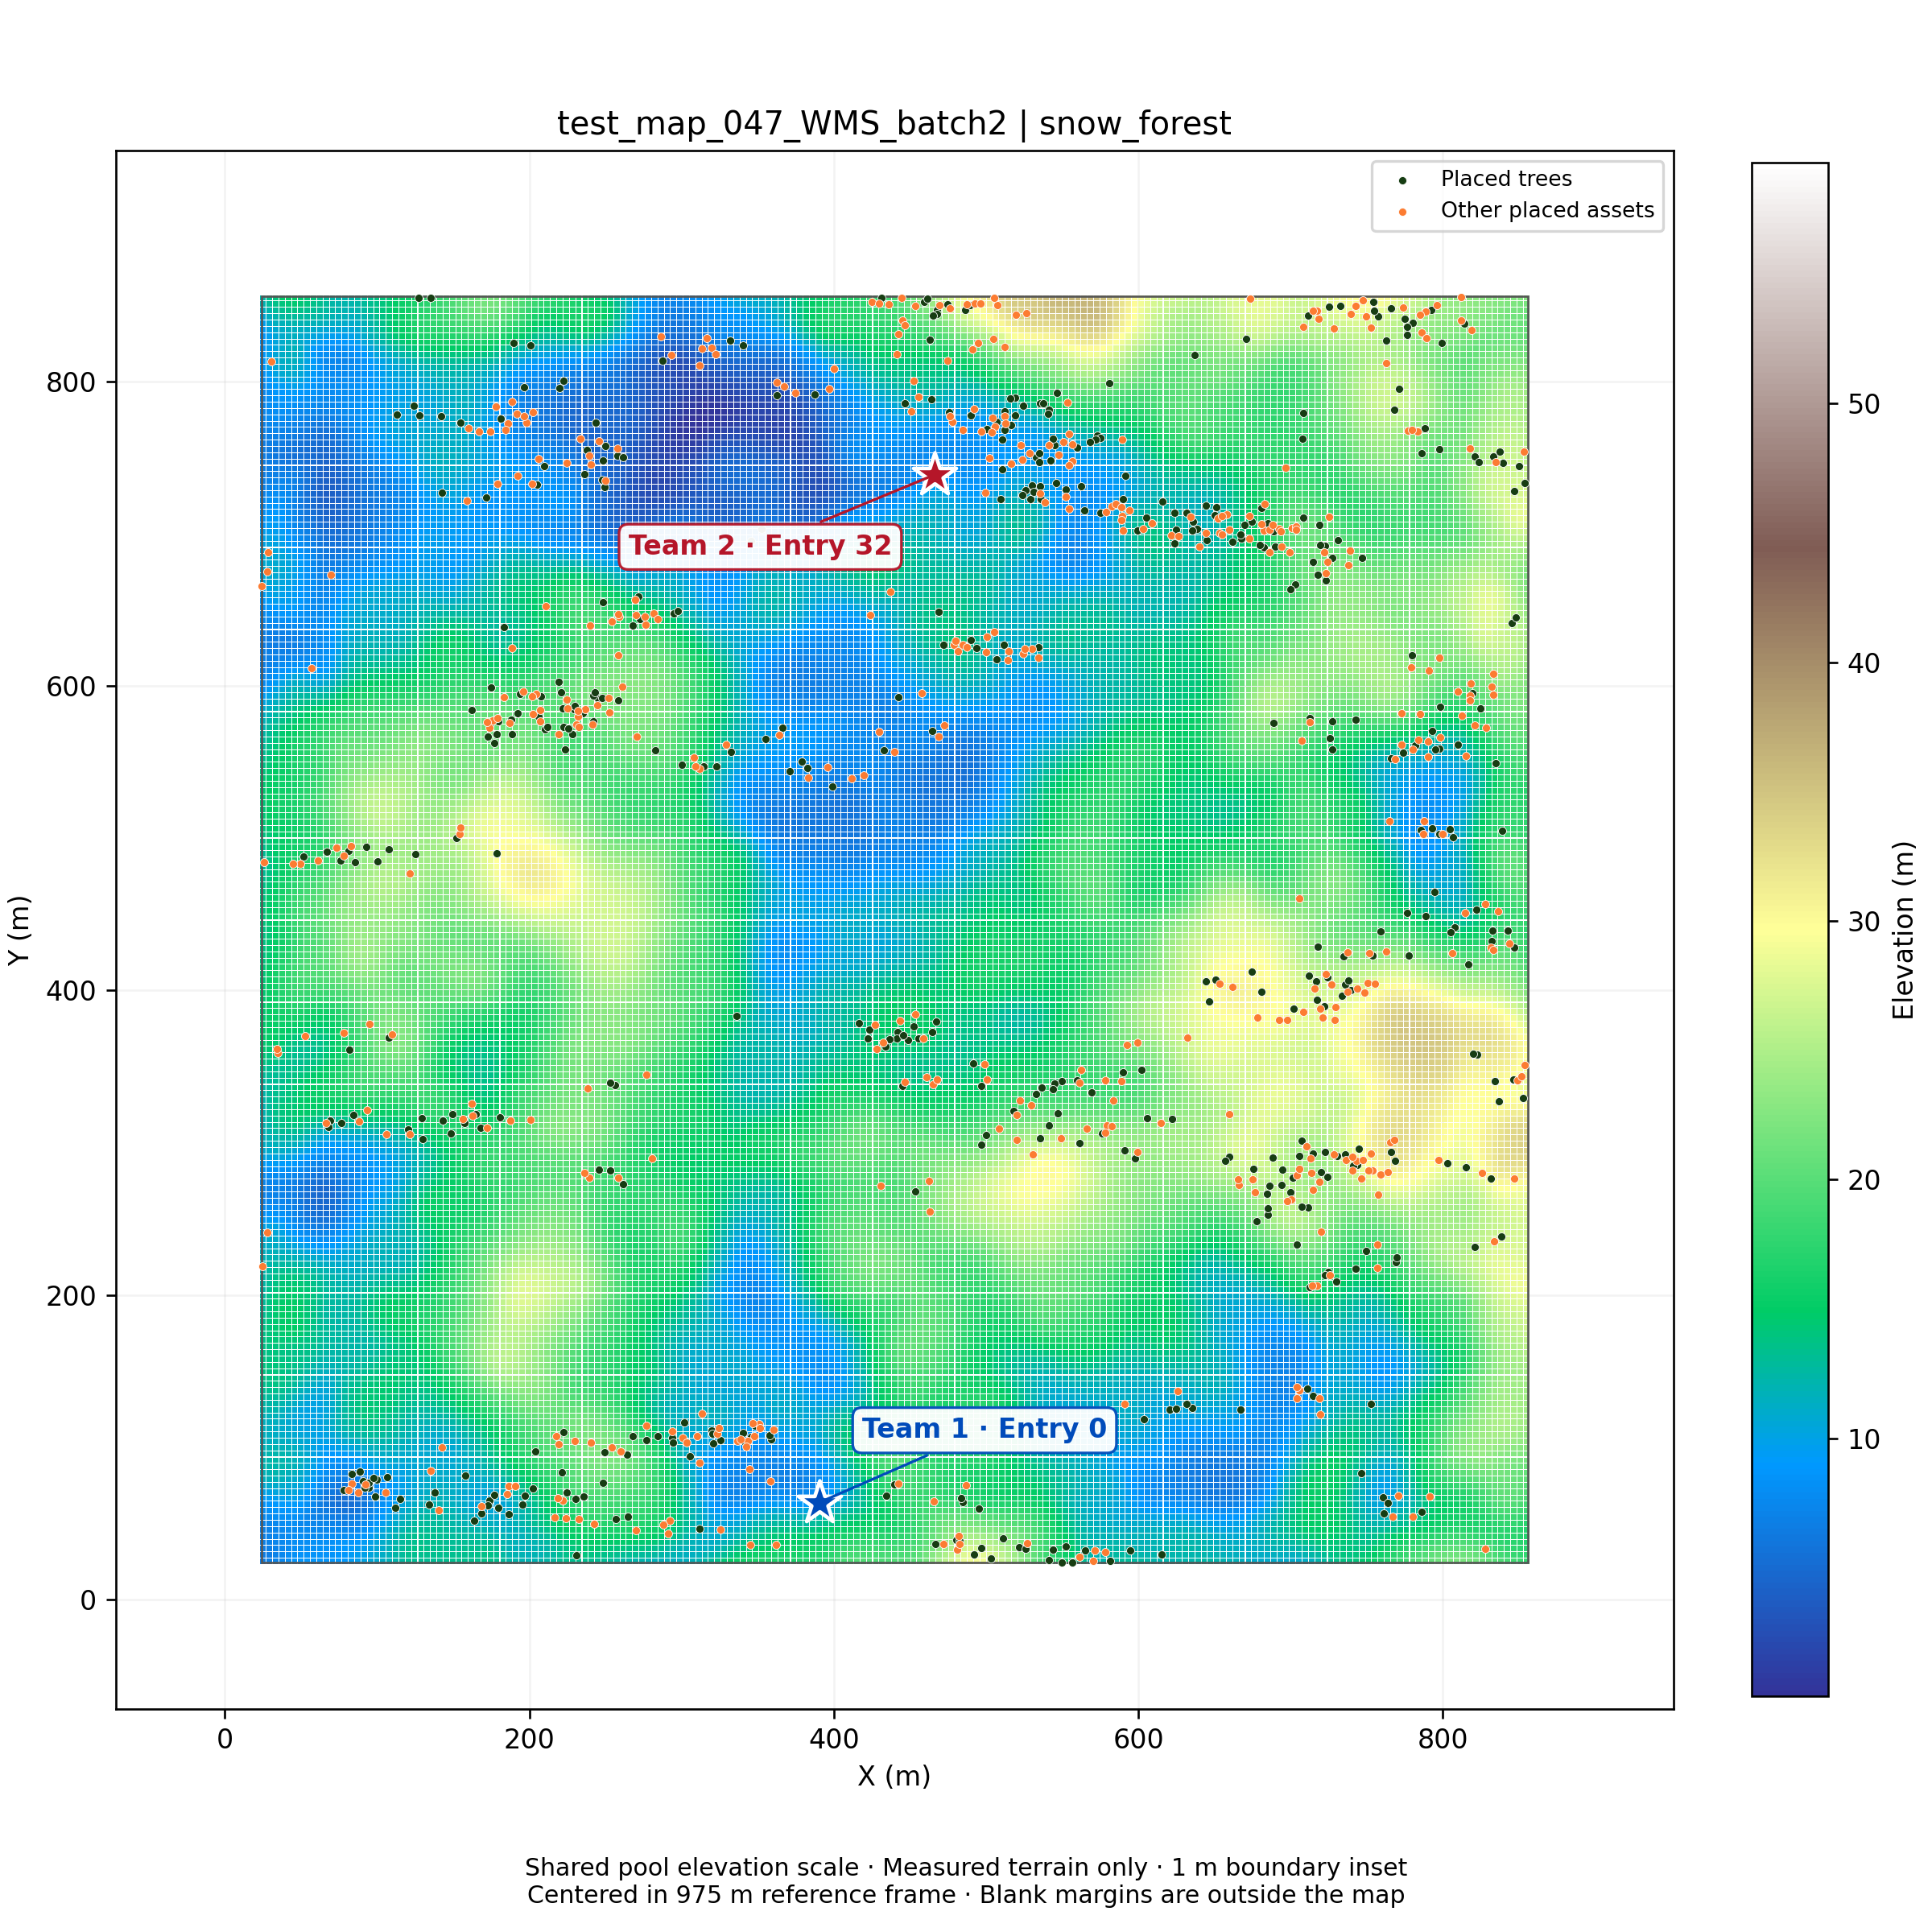 test_map_047_WMS_batch2 | snow_forest
Placed trees
Other placed assets
Team 2 · Entry 32
Team 1 · Entry 0
800
600
400
200
0
Y (m)
0
200
400
600
800
X (m)
50
40
30
20
10
Elevation (m)
Shared pool elevation scale · Measured terrain only · 1 m boundary inset
Centered in 975 m reference frame · Blank margins are outside the map